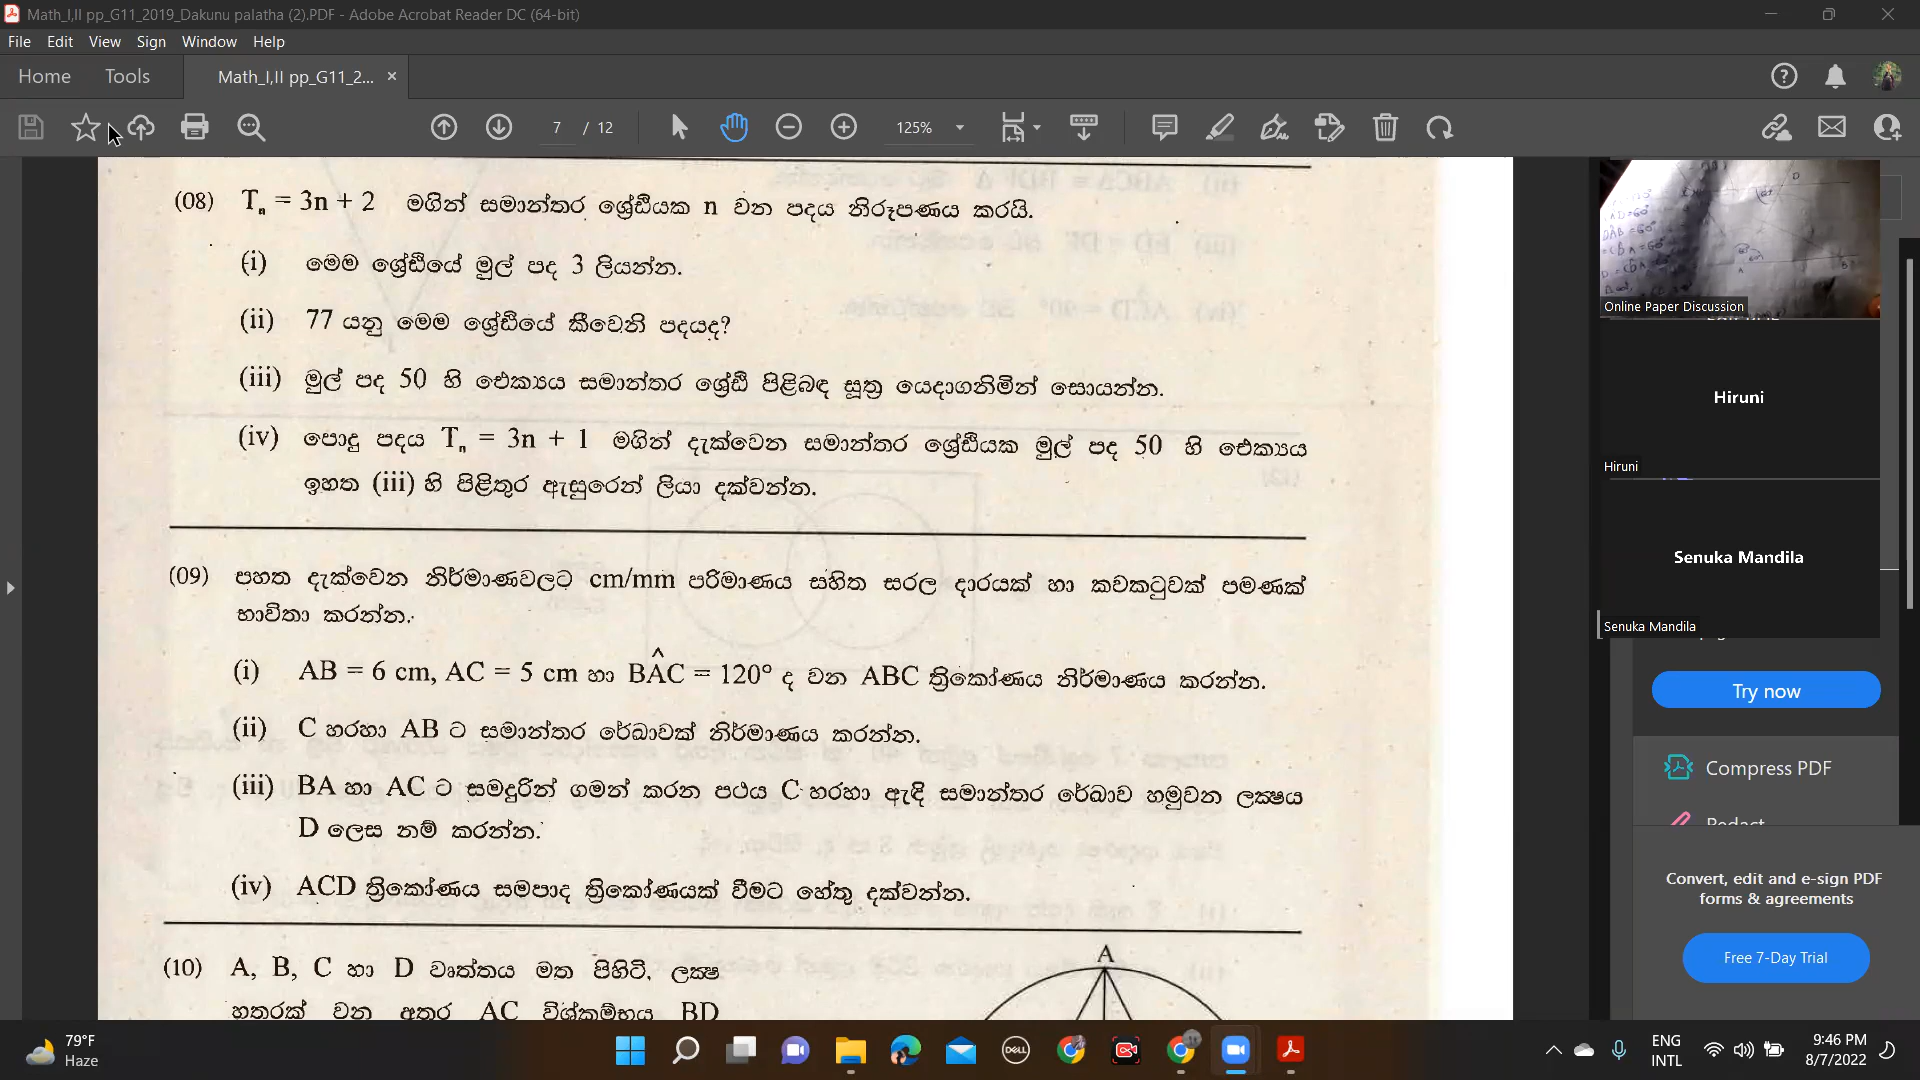 Math_I,II pp_G11_2019_Dakunu palatha (2).PDF - Adobe Acrobat Reader DC (64-bit)
File Edit View Sign Window Help
Home Tools Math_I,II pp_G11_2... ×
7 / 12 125%
(08) Tn = 3n + 2 මගින් සමාන්තර ශ්‍රේඪියක n වන පදය නිරූපණය කරයි.
(i) මෙම ශ්‍රේඪියේ මුල් පද 3 ලියන්න.
(ii) 77 යනු මෙම ශ්‍රේඪියේ කීවෙනි පදයද?
(iii) මුල් පද 50 හි ඓක්‍යය සමාන්තර ශ්‍රේඪි පිළිබඳ සූත්‍ර යොදාගනිමින් සොයන්න.
(iv) පොදු පදය Tn = 3n + 1 මගින් දැක්වෙන සමාන්තර ශ්‍රේඪියක මුල් පද 50 හි ඓක්‍යය
ඉහත (iii) හි පිළිතුර ඇසුරෙන් ලියා දක්වන්න.
(09) පහත දැක්වෙන නිර්මාණවලට cm/mm පරිමාණය සහිත සරල දාරයක් හා කවකටුවක් පමණක්
භාවිතා කරන්න.
(i) AB = 6 cm, AC = 5 cm හා BÂC = 120° ද වන ABC ත්‍රිකෝණය නිර්මාණය කරන්න.
(ii) C හරහා AB ට සමාන්තර රේඛාවක් නිර්මාණය කරන්න.
(iii) BA හා AC ට සමදුරින් ගමන් කරන පථය C හරහා ඇඳි සමාන්තර රේඛාව හමුවන ලක්ෂය
D ලෙස නම් කරන්න.
(iv) ACD ත්‍රිකෝණය සමපාද ත්‍රිකෝණයක් වීමට හේතු දක්වන්න.
(10) A, B, C හා D වෘත්තය මත පිහිටි, ලක්ෂ
හතරක් වන අතර AC විශ්කම්භය BD
A
Online Paper Discussion
Hiruni
Hiruni
Senuka Mandila
Senuka Mandila
Try now
Compress PDF
Redact
Convert, edit and e-sign PDF
forms & agreements
Free 7-Day Trial
79°F
Haze
DELL
ENG
INTL
9:46 PM
8/7/2022